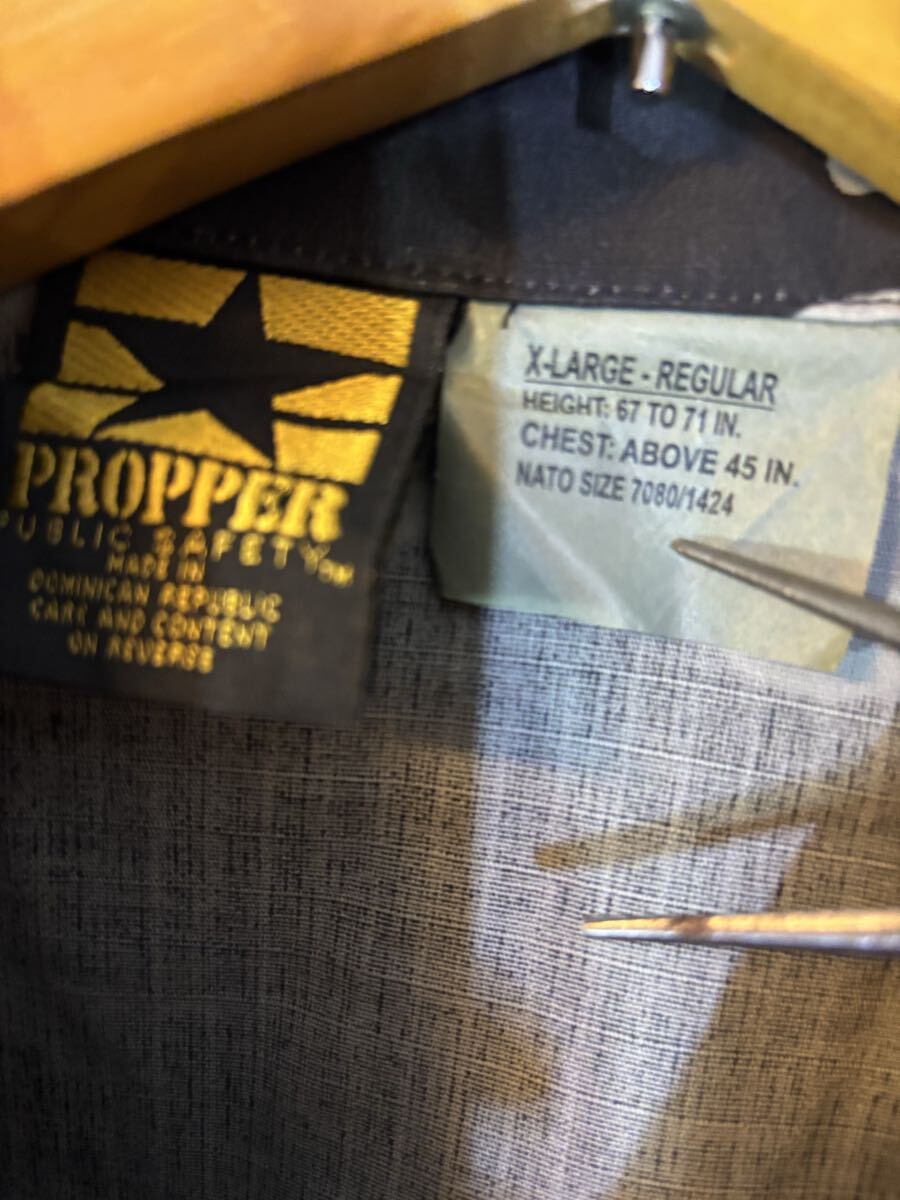 PROPPER
PUBLIC SAFETY™
MADE IN
DOMINICAN REPUBLIC
CARE AND CONTENT
ON REVERSE
X-LARGE - REGULAR
HEIGHT: 67 TO 71 IN.
CHEST: ABOVE 45 IN.
NATO SIZE 7080/1424